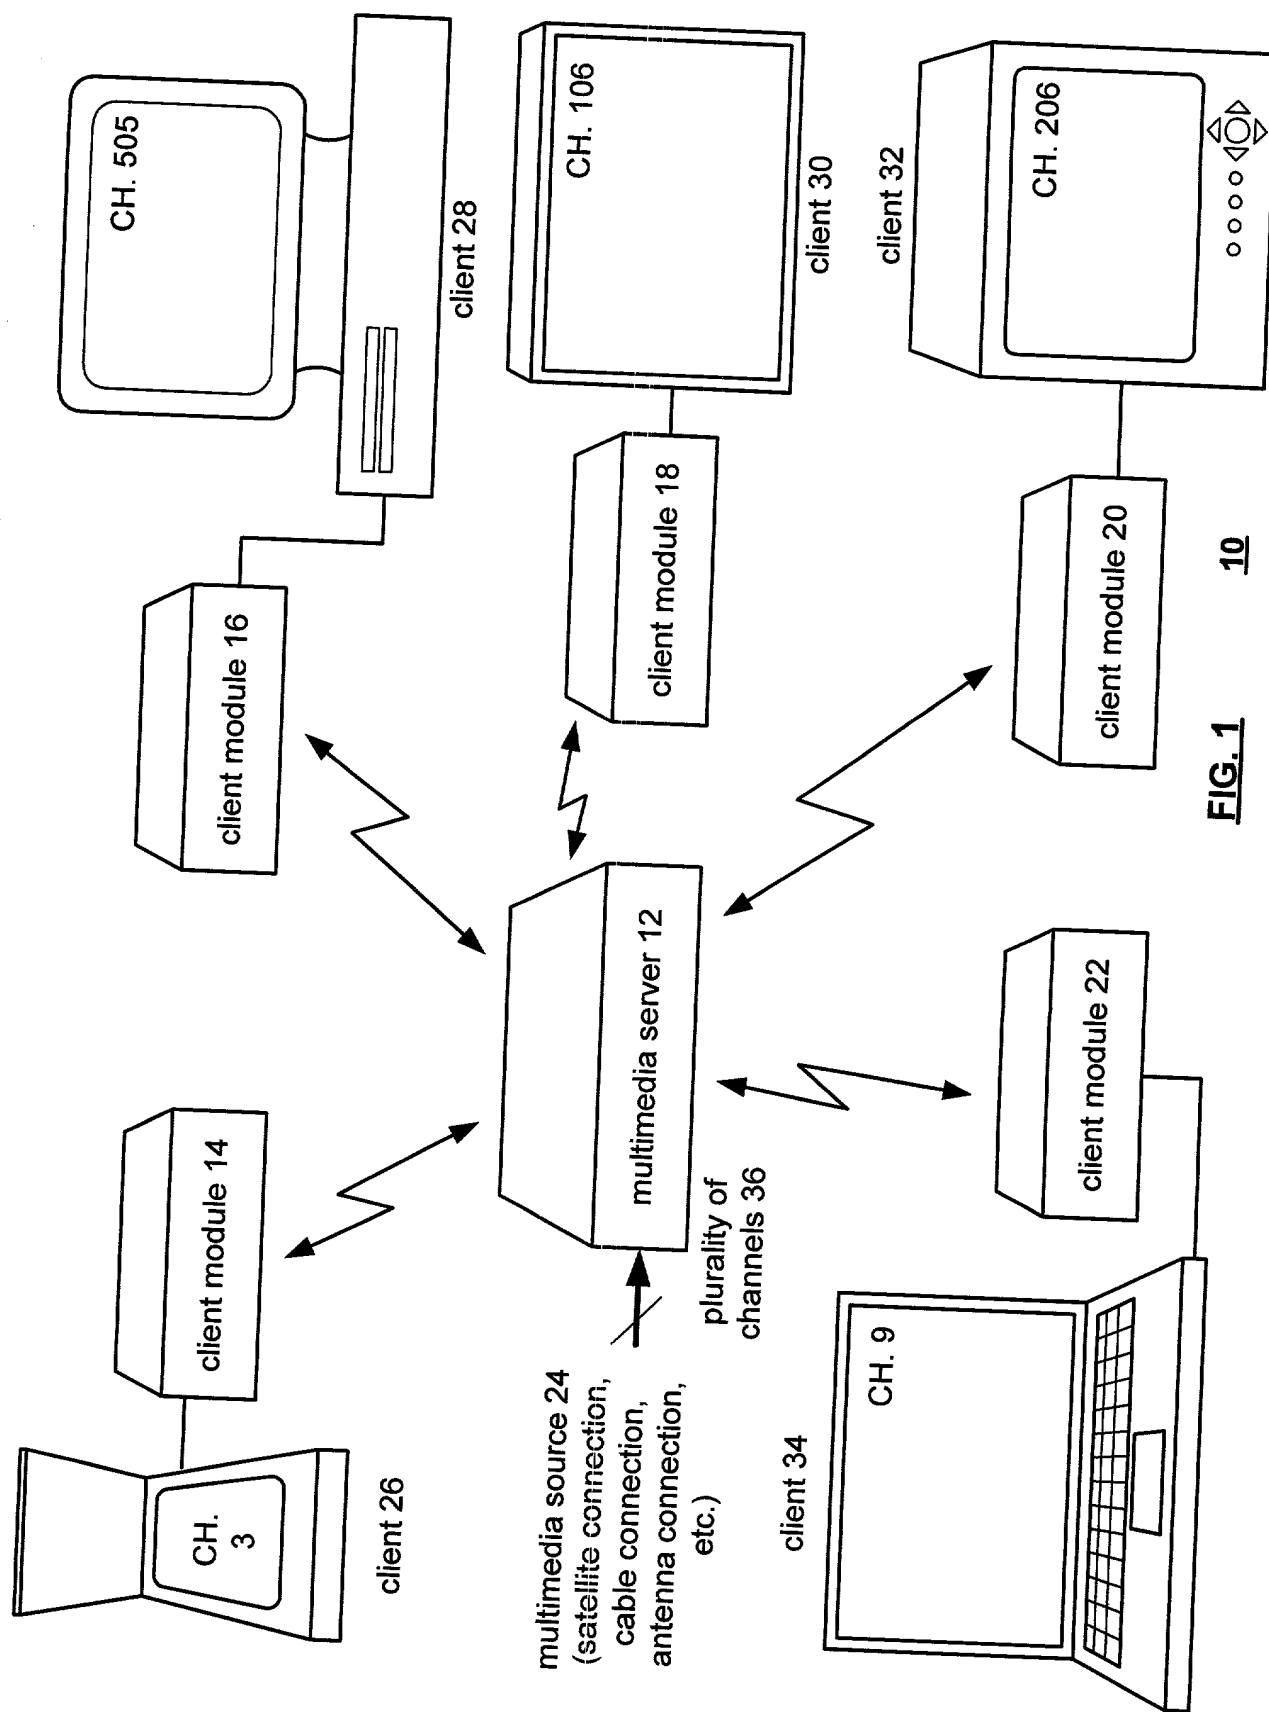 CH. 3
client 26
client module 14
client module 16
CH. 505
client 28
multimedia source 24
(satellite connection,
cable connection,
antenna connection,
etc.)
plurality of
channels 36
multimedia server 12
client module 18
CH. 106
client 30
client 34
CH. 9
client module 22
client module 20
client 32
CH. 206
FIG. 1
10